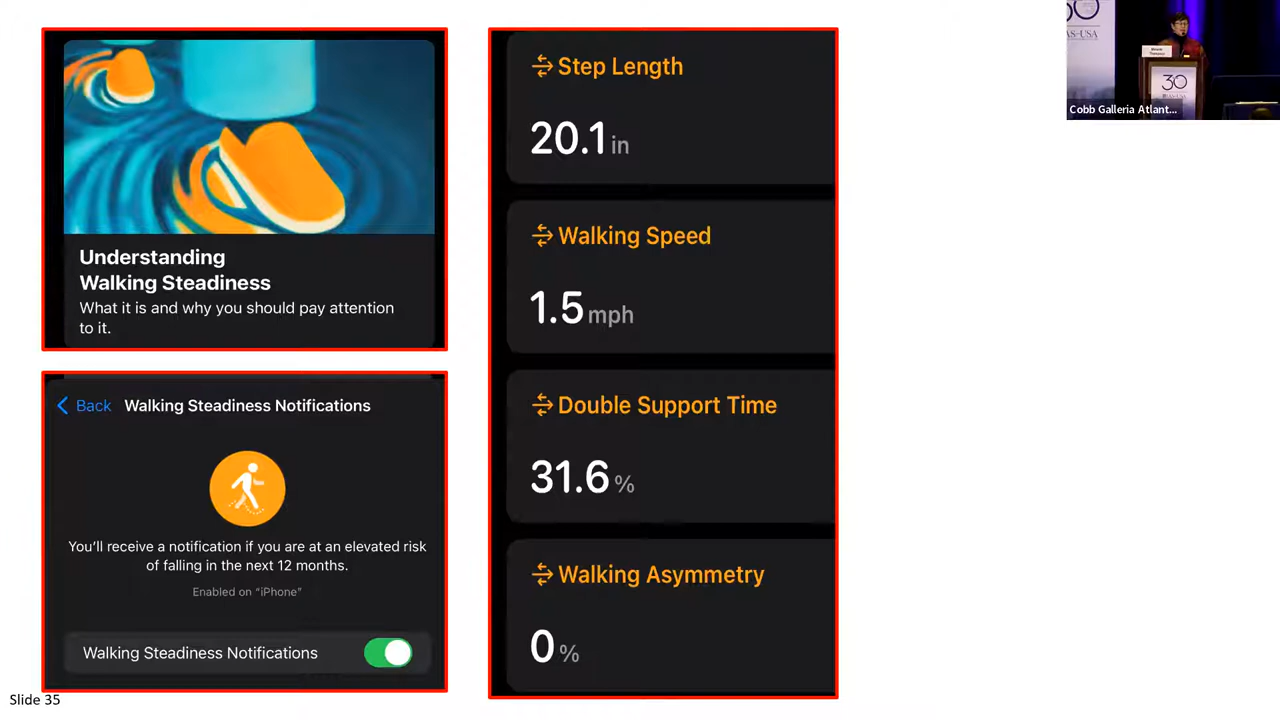 Understanding
Walking Steadiness
What it is and why you should pay attention
to it.
Back Walking Steadiness Notifications
You'll receive a notification if you are at an elevated risk
of falling in the next 12 months.
Enabled on “iPhone”
Walking Steadiness Notifications
Step Length
20.1 in
Walking Speed
1.5 mph
Double Support Time
31.6 %
Walking Asymmetry
0 %
30
Cobb Galleria Atlant...
Slide 35